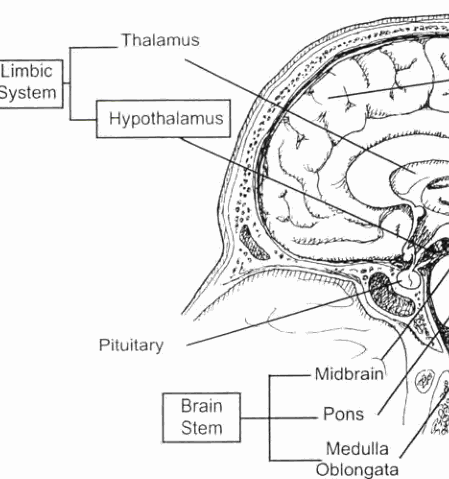 Thalamus
Limbic
System
Hypothalamus
Pituitary
Midbrain
Brain
Stem
Pons
Medulla
Oblongata